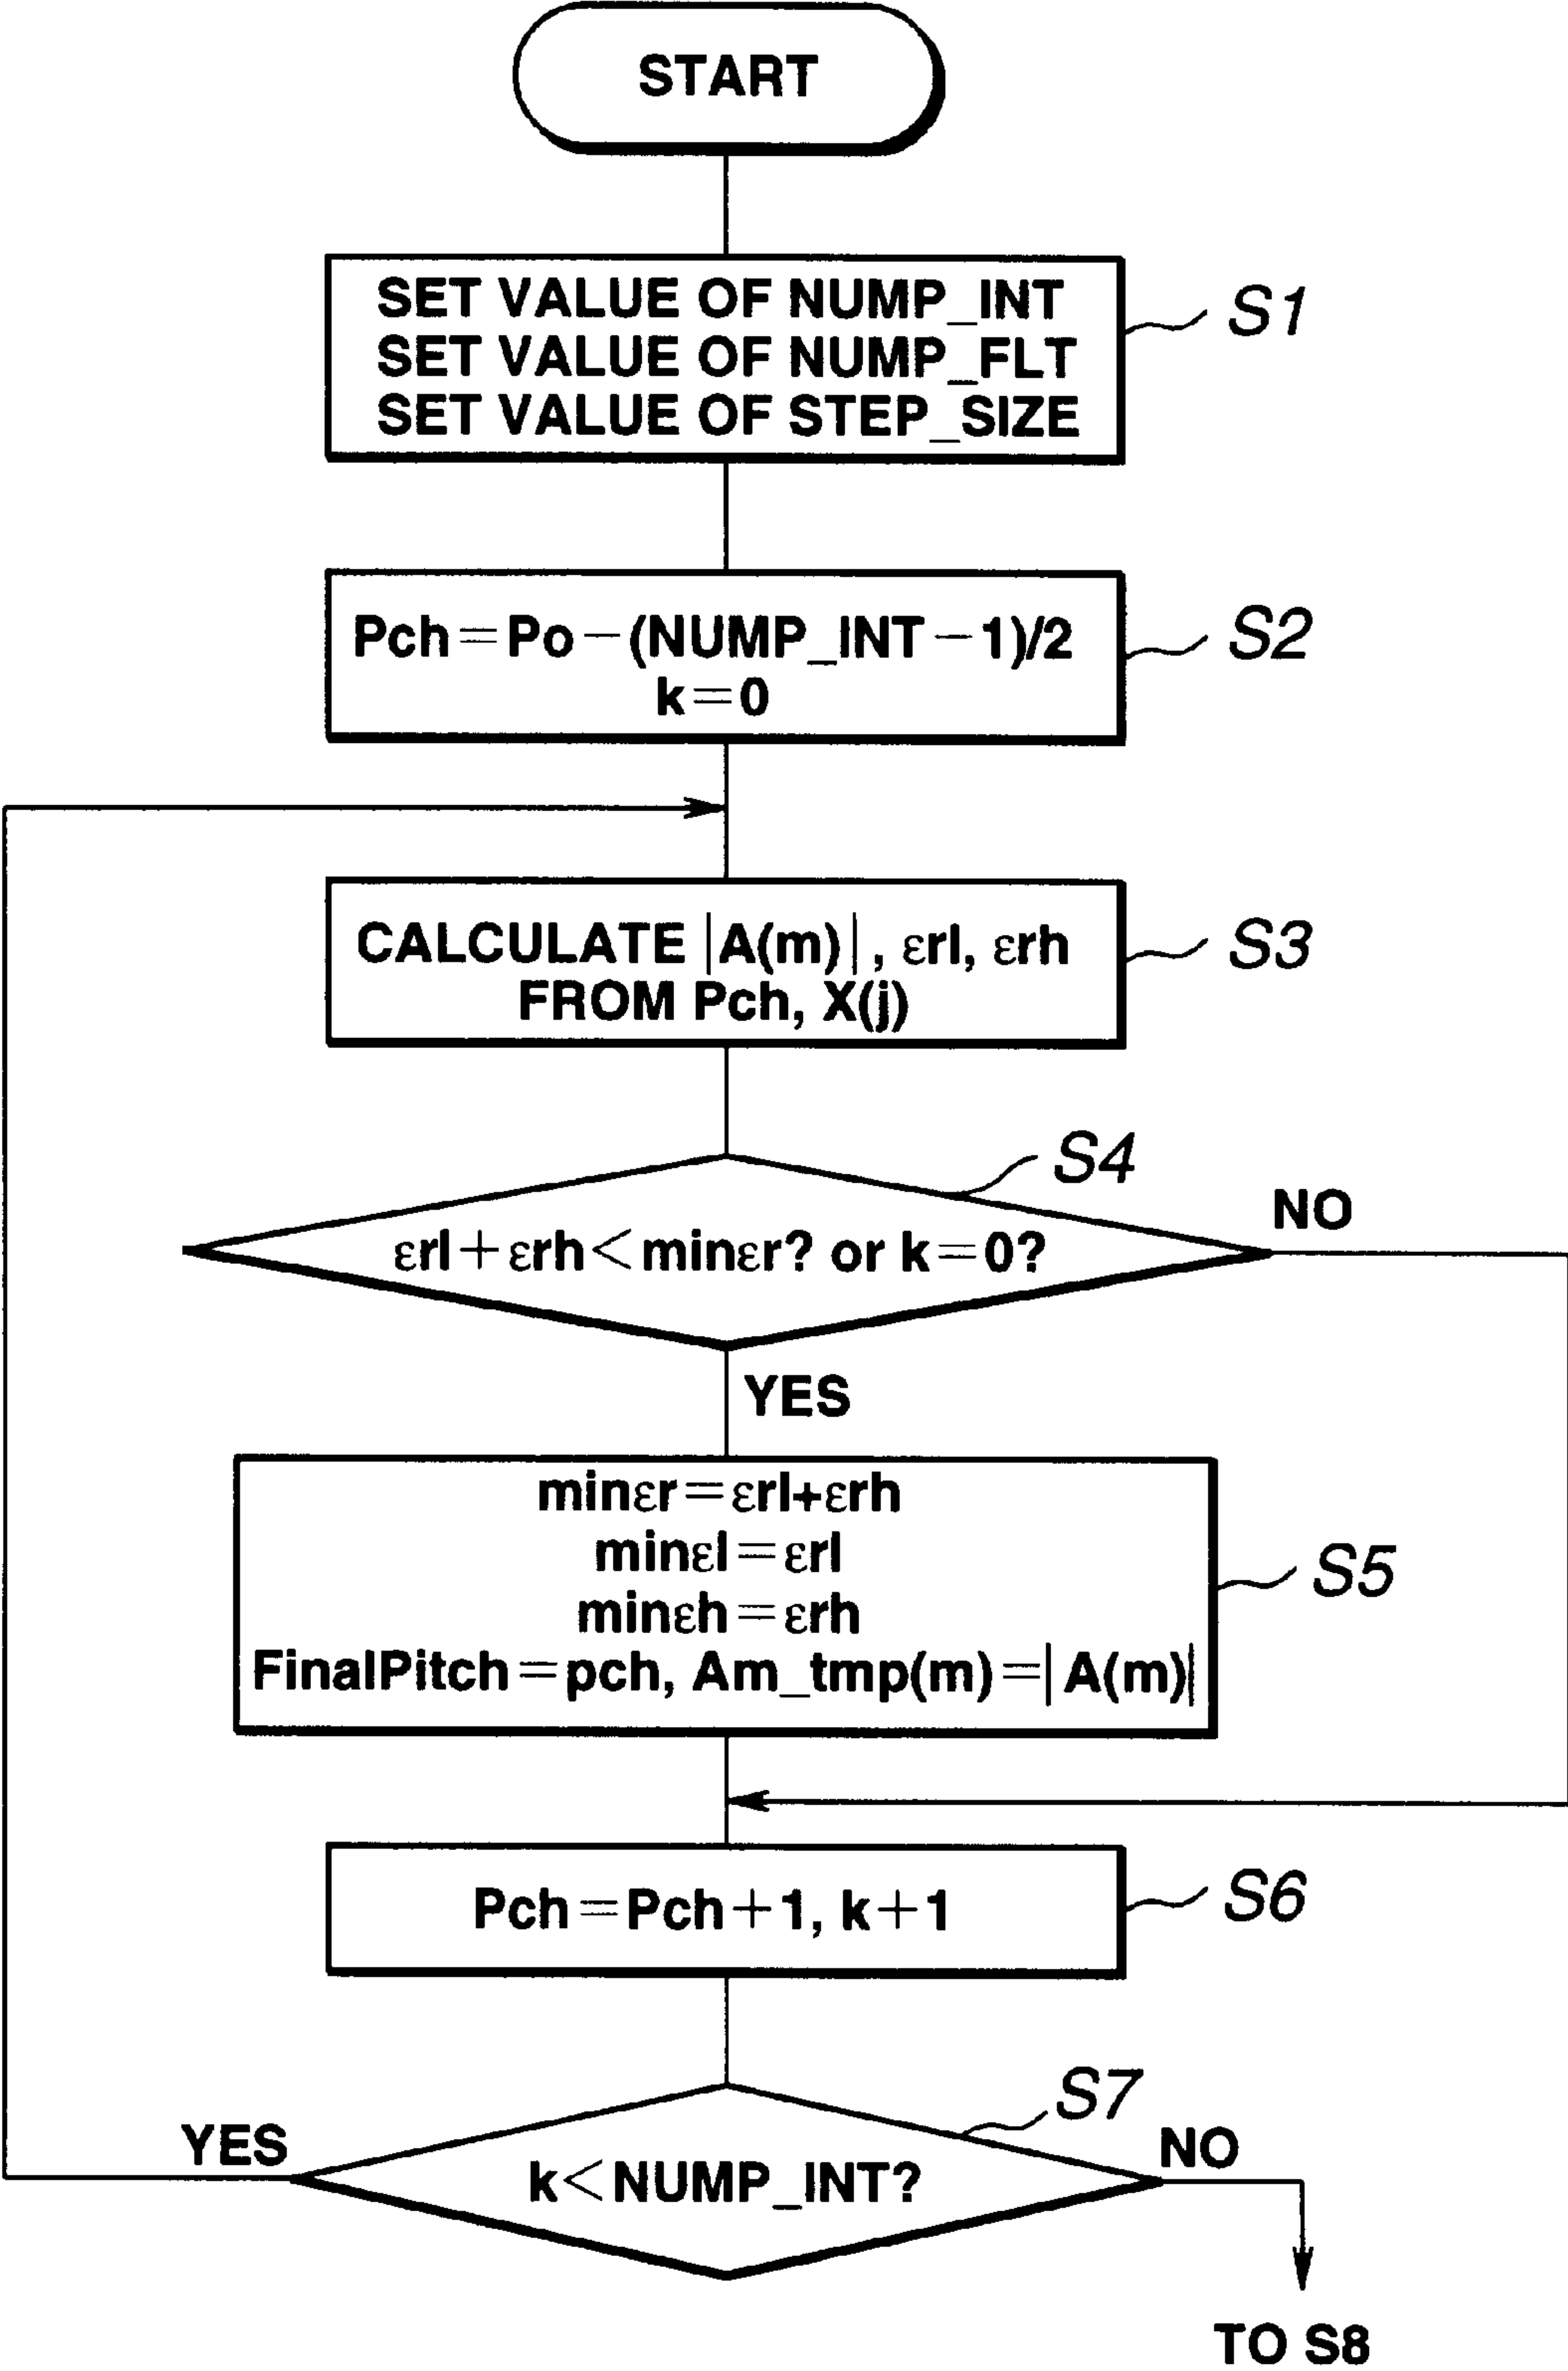 START
SET VALUE OF NUMP_INT
SET VALUE OF NUMP_FLT
SET VALUE OF STEP_SIZE
S1
Pch=Po-(NUMP_INT-1)/2
k=0
S2
CALCULATE |A(m)|, εrl, εrh
FROM Pch, X(j)
S3
S4
εrl+εrh<minεr? or k=0?
NO
YES
minεr=εrl+εrh
minεl=εrl
minεh=εrh
FinalPitch=pch, Am_tmp(m)=|A(m)|
S5
Pch=Pch+1, k+1
S6
S7
YES
k<NUMP_INT?
NO
TO S8